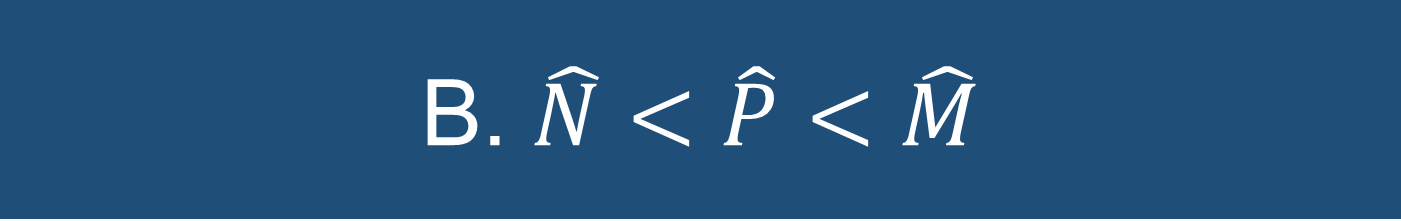 B. N̂ < P̂ < M̂